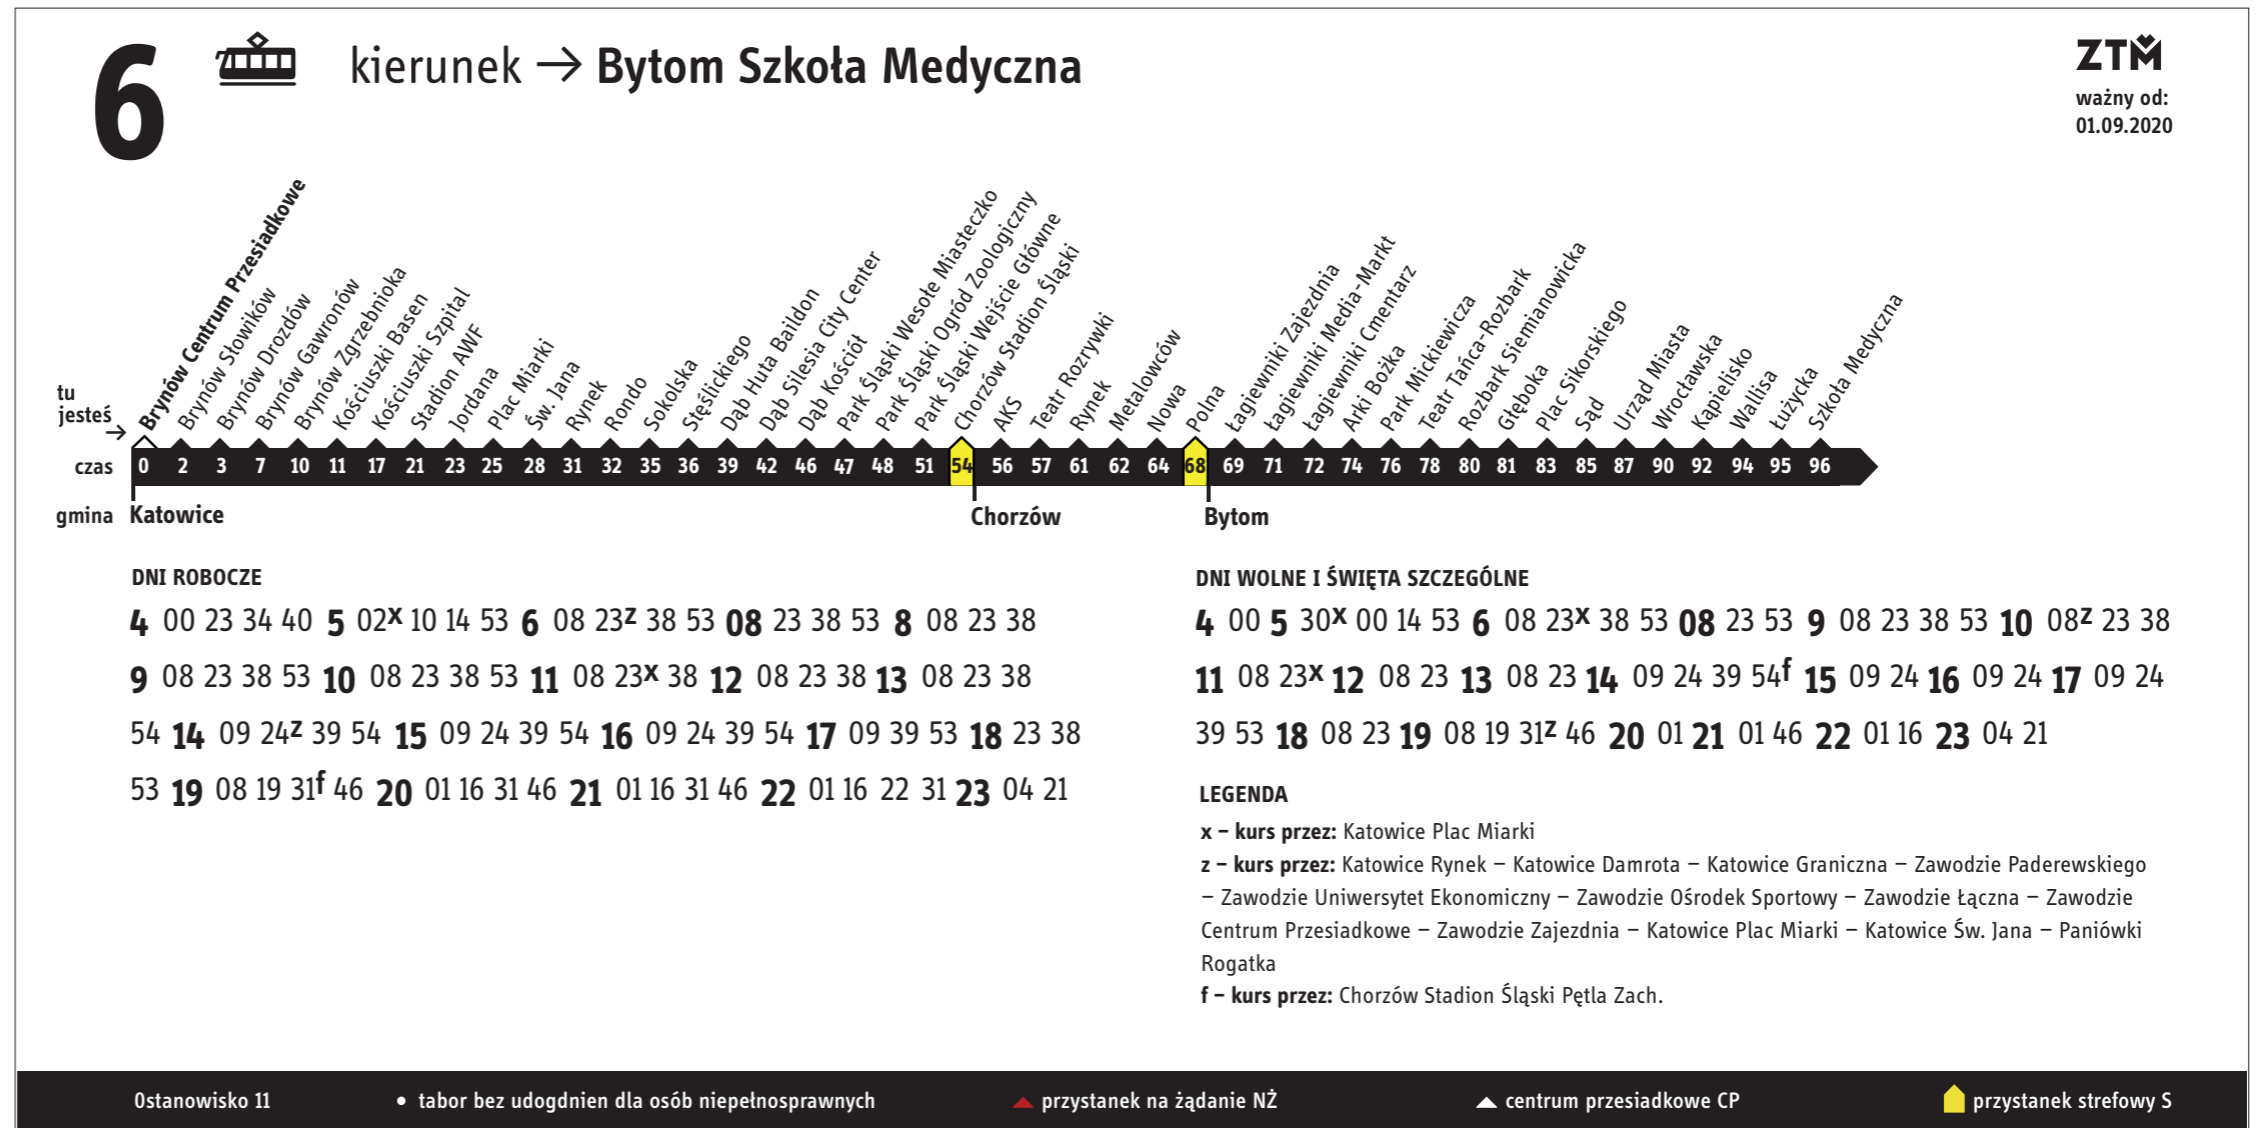 6 kierunek → Bytom Szkoła Medyczna
ZTM
ważny od:
01.09.2020
tu
jesteś
→
Brynów Centrum Przesiadkowe
Brynów Słowików
Brynów Drozdów
Brynów Gawronów
Brynów Zgrzebnioka
Kościuszki Basen
Kościuszki Szpital
Stadion AWF
Jordana
Plac Miarki
Św. Jana
Rynek
Rondo
Sokolska
Stęślickiego
Dąb Huta Baildon
Dąb Silesia City Center
Dąb Kościół
Park Śląski Wesołe Miasteczko
Park Śląski Ogród Zoologiczny
Park Śląski Wejście Główne
Chorzów Stadion Śląski
AKS
Teatr Rozrywki
Rynek
Metalowców
Nowa
Polna
Łagiewniki Zajezdnia
Łagiewniki Media-Markt
Łagiewniki Cmentarz
Arki Bożka
Park Mickiewicza
Teatr Tańca-Rozbark
Rozbark Siemianowicka
Głęboka
Plac Sikorskiego
Sąd
Urząd Miasta
Wrocławska
Kąpielisko
Wallisa
Łużycka
Szkoła Medyczna
czas 0 2 3 7 10 11 17 21 23 25 28 31 32 35 36 39 42 46 47 48 51 54 56 57 61 62 64 68 69 71 72 74 76 78 80 81 83 85 87 90 92 94 95 96
gmina Katowice Chorzów Bytom
DNI ROBOCZE
4 00 23 34 40 5 02x 10 14 53 6 08 23z 38 53 08 23 38 53 8 08 23 38
9 08 23 38 53 10 08 23 38 53 11 08 23x 38 12 08 23 38 13 08 23 38
54 14 09 24z 39 54 15 09 24 39 54 16 09 24 39 54 17 09 39 53 18 23 38
53 19 08 19 31f 46 20 01 16 31 46 21 01 16 31 46 22 01 16 22 31 23 04 21
DNI WOLNE I ŚWIĘTA SZCZEGÓLNE
4 00 5 30x 00 14 53 6 08 23x 38 53 08 23 53 9 08 23 38 53 10 08z 23 38
11 08 23x 12 08 23 13 08 23 14 09 24 39 54f 15 09 24 16 09 24 17 09 24
39 53 18 08 23 19 08 19 31z 46 20 01 21 01 46 22 01 16 23 04 21
LEGENDA
x – kurs przez: Katowice Plac Miarki
z – kurs przez: Katowice Rynek – Katowice Damrota – Katowice Graniczna – Zawodzie Paderewskiego
– Zawodzie Uniwersytet Ekonomiczny – Zawodzie Ośrodek Sportowy – Zawodzie Łączna – Zawodzie
Centrum Przesiadkowe – Zawodzie Zajezdnia – Katowice Plac Miarki – Katowice Św. Jana – Paniówki
Rogatka
f – kurs przez: Chorzów Stadion Śląski Pętla Zach.
Ostanowisko 11 • tabor bez udogdnien dla osób niepełnosprawnych przystanek na żądanie NŻ centrum przesiadkowe CP przystanek strefowy S